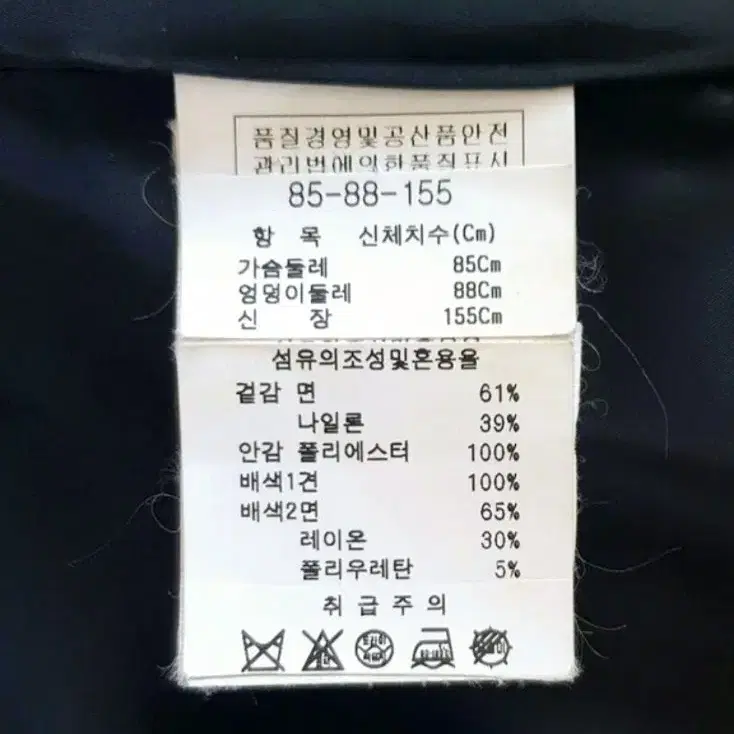 품질경영및공산품안전
관리법에의한품질표시
85-88-155
항 목 신체치수(Cm)
가슴둘레 85Cm
엉덩이둘레 88Cm
신 장 155Cm
섬유의조성및혼용율
겉감 면 61%
나일론 39%
안감 폴리에스터 100%
배색1견 100%
배색2면 65%
레이온 30%
폴리우레탄 5%
취 급 주 의